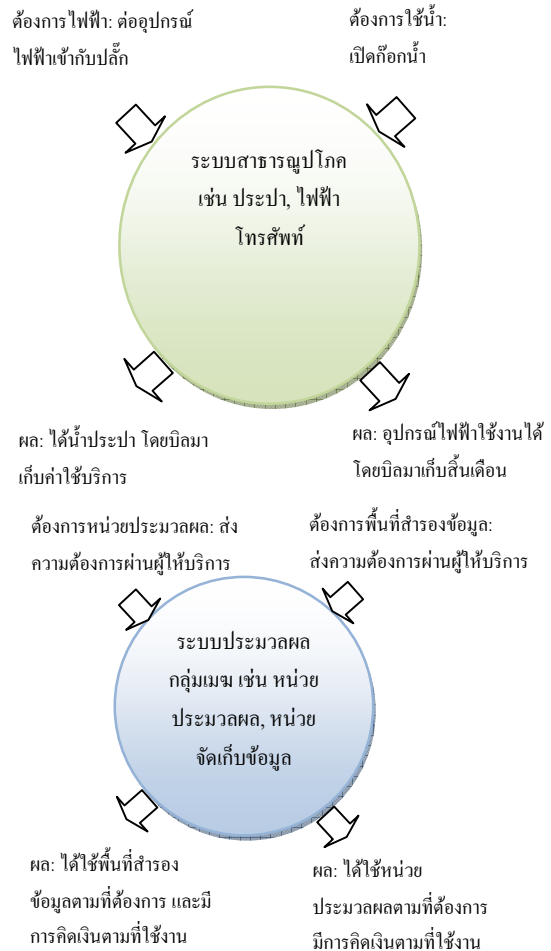 ต้องการไฟฟ้า: ต่ออุปกรณ์
ไฟฟ้าเข้ากับปลั๊ก
ต้องการใช้น้ำ:
เปิดก๊อกน้ำ
ระบบสาธารณูปโภค
เช่น ประปา, ไฟฟ้า
โทรศัพท์
ผล: ได้น้ำประปา โดยบิลมา
เก็บค่าใช้บริการ
ผล: อุปกรณ์ไฟฟ้าใช้งานได้
โดยบิลมาเก็บสิ้นเดือน
ต้องการหน่วยประมวลผล: ส่ง
ความต้องการผ่านผู้ให้บริการ
ต้องการพื้นที่สำรองข้อมูล:
ส่งความต้องการผ่านผู้ให้บริการ
ระบบประมวลผล
กลุ่มเมฆ เช่น หน่วย
ประมวลผล, หน่วย
จัดเก็บข้อมูล
ผล: ได้ใช้พื้นที่สำรอง
ข้อมูลตามที่ต้องการ และมี
การคิดเงินตามที่ใช้งาน
ผล: ได้ใช้หน่วย
ประมวลผลตามที่ต้องการ
มีการคิดเงินตามที่ใช้งาน